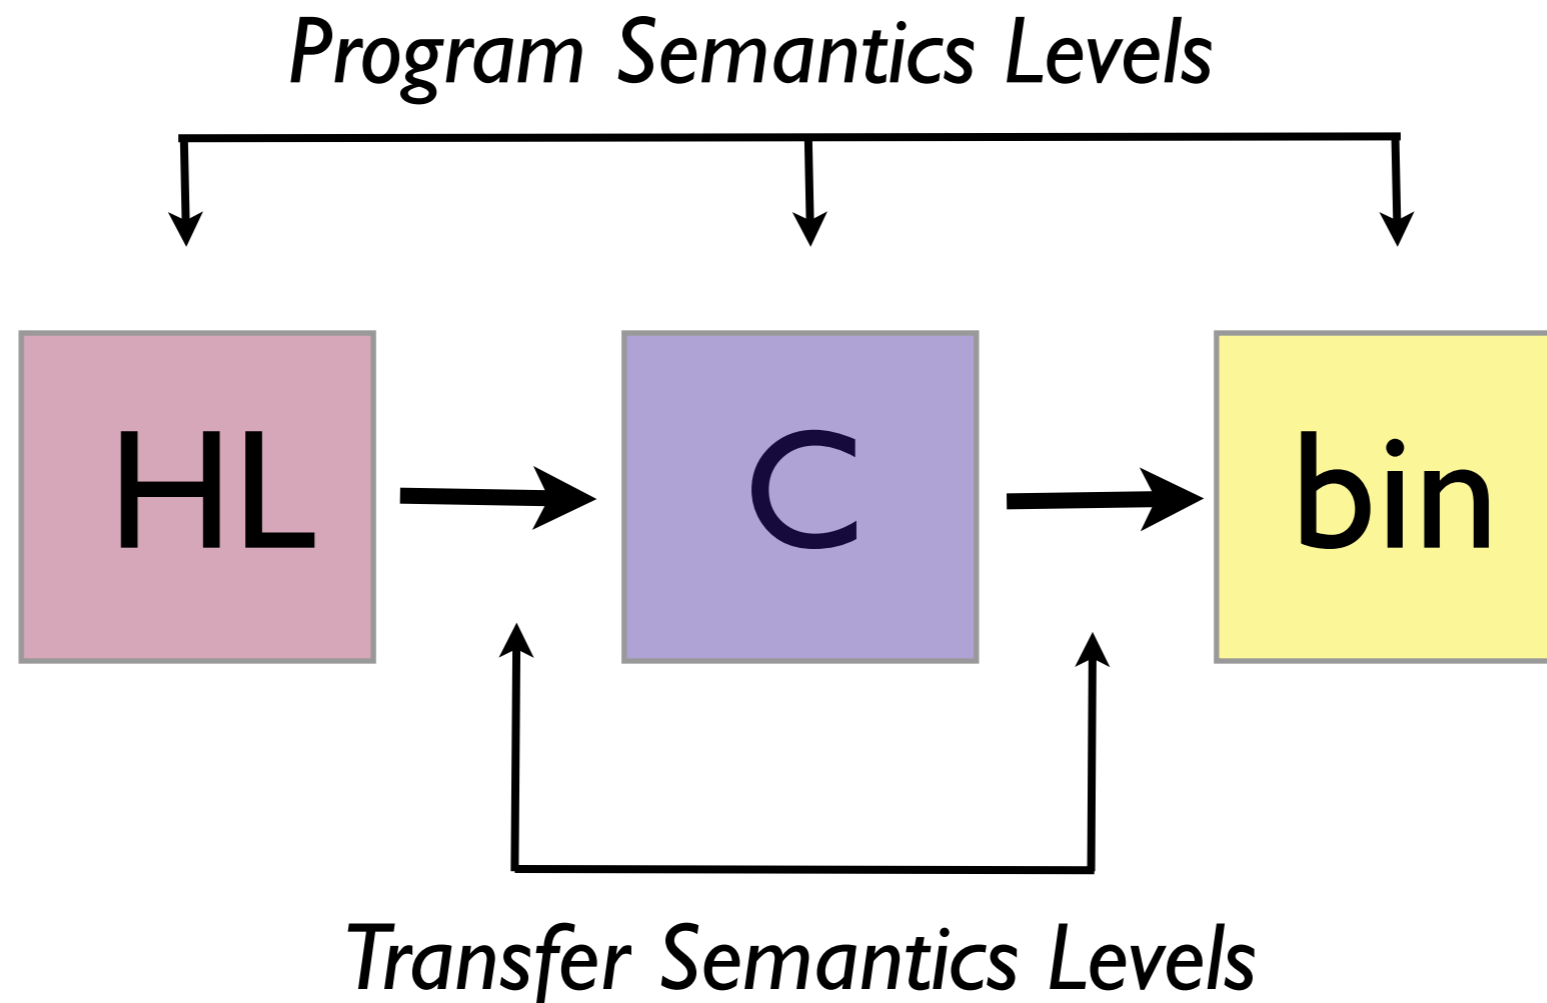 Program Semantics Levels
HL
C
bin
Transfer Semantics Levels